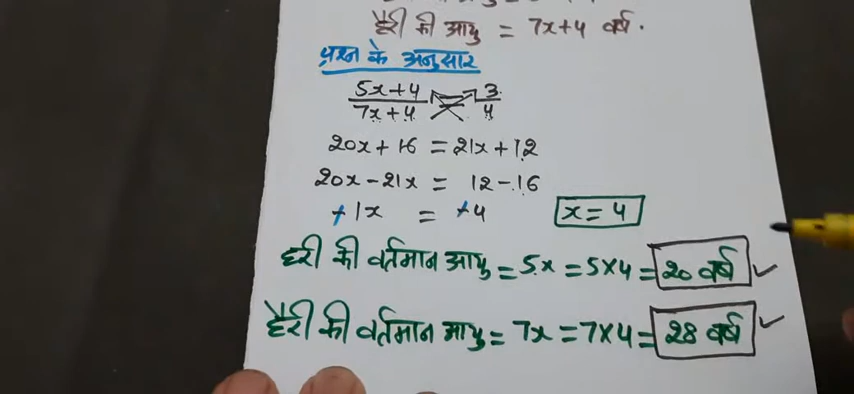 हैरी की आयु = 7x+4 वर्ष.
प्रश्न के अनुसार
5x+4 / 7x+4 = 3 / 4
20x + 16 = 21x + 12
20x - 21x = 12 - 16
+1x = +4 x = 4
हरी की वर्तमान आयु = 5x = 5×4 = 20 वर्ष ✓
हैरी की वर्तमान आयु = 7x = 7×4 = 28 वर्ष ✓